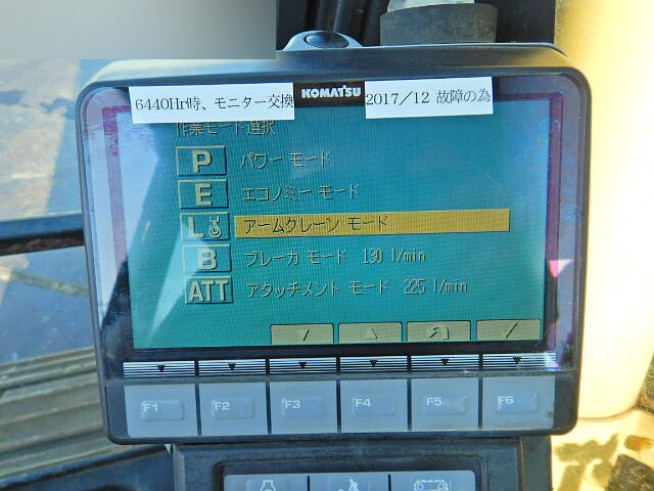 6440Hr時、モニター交換
KOMATSU
2017/12 故障の為
作業モード選択
P パワー モード
E エコノミー モード
L アームクレーン モード
B ブレーカ モード 130 l/min
ATT アタッチメント モード 225 l/min
F1 F2 F3 F4 F5 F6